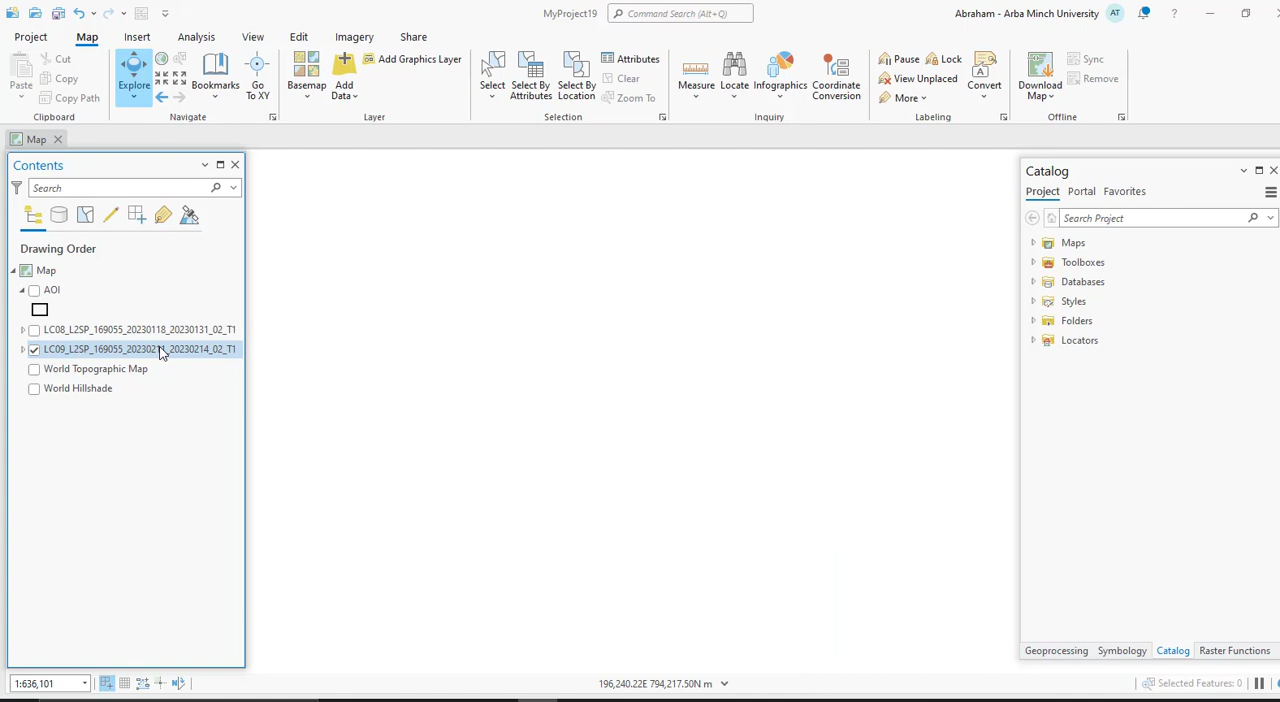 MyProject19
Command Search (Alt+Q)
Abraham - Arba Minch University
AT
?
Project
Map
Insert
Analysis
View
Edit
Imagery
Share
Paste
Cut
Copy
Copy Path
Clipboard
Explore
Bookmarks
Go To XY
Navigate
Basemap
Add Data
Add Graphics Layer
Layer
Select
Select By Attributes
Select By Location
Attributes
Clear
Zoom To
Selection
Measure
Locate
Infographics
Coordinate Conversion
Inquiry
Pause
Lock
View Unplaced
More
Convert
Labeling
Download Map
Sync
Remove
Offline
Map
Contents
Search
Drawing Order
Map
AOI
LC08_L2SP_169055_20230118_20230131_02_T1
World Topographic Map
World Hillshade
Catalog
Project
Portal
Favorites
Search Project
Maps
Toolboxes
Databases
Styles
Folders
Locators
Geoprocessing
Symbology
Catalog
Raster Functions
1:636,101
196,240.22E 794,217.50N m
Selected Features: 0